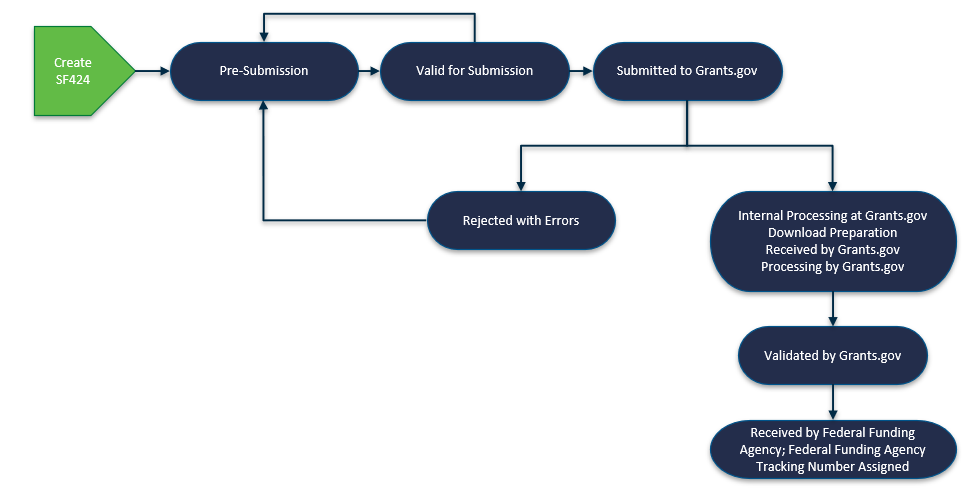 Create
SF424
Pre-Submission
Valid for Submission
Submitted to Grants.gov
Rejected with Errors
Internal Processing at Grants.gov
Download Preparation
Received by Grants.gov
Processing by Grants.gov
Validated by Grants.gov
Received by Federal Funding
Agency; Federal Funding Agency
Tracking Number Assigned